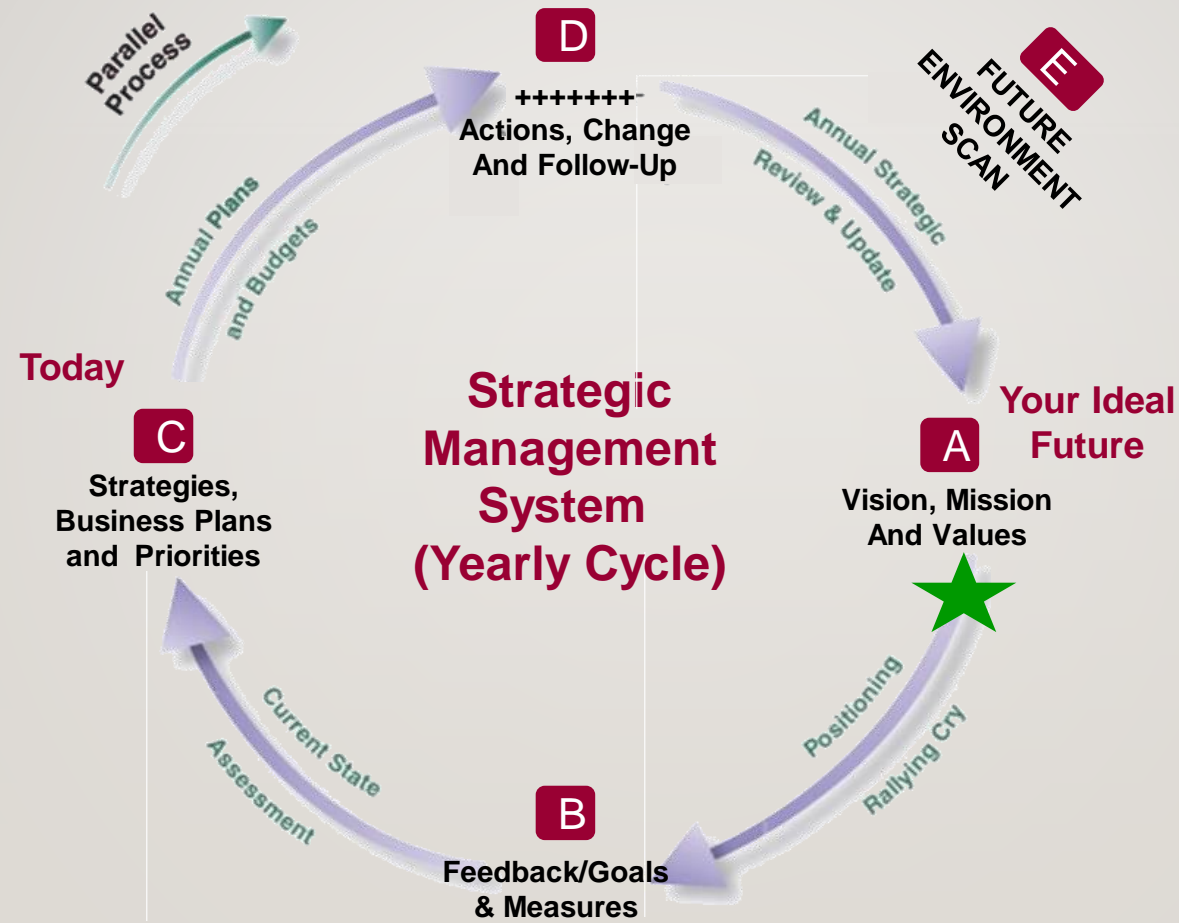 Parallel
Process
D
+++++++-
Actions, Change
And Follow-Up
E
FUTURE
ENVIRONMENT
SCAN
Annual Strategic
Review & Update
Annual Plans
and Budgets
Today
Strategic
Management
System
(Yearly Cycle)
Your Ideal
Future
C
Strategies,
Business Plans
and Priorities
A
Vision, Mission
And Values
Current State
Assessment
Positioning
Rallying Cry
B
Feedback/Goals
& Measures